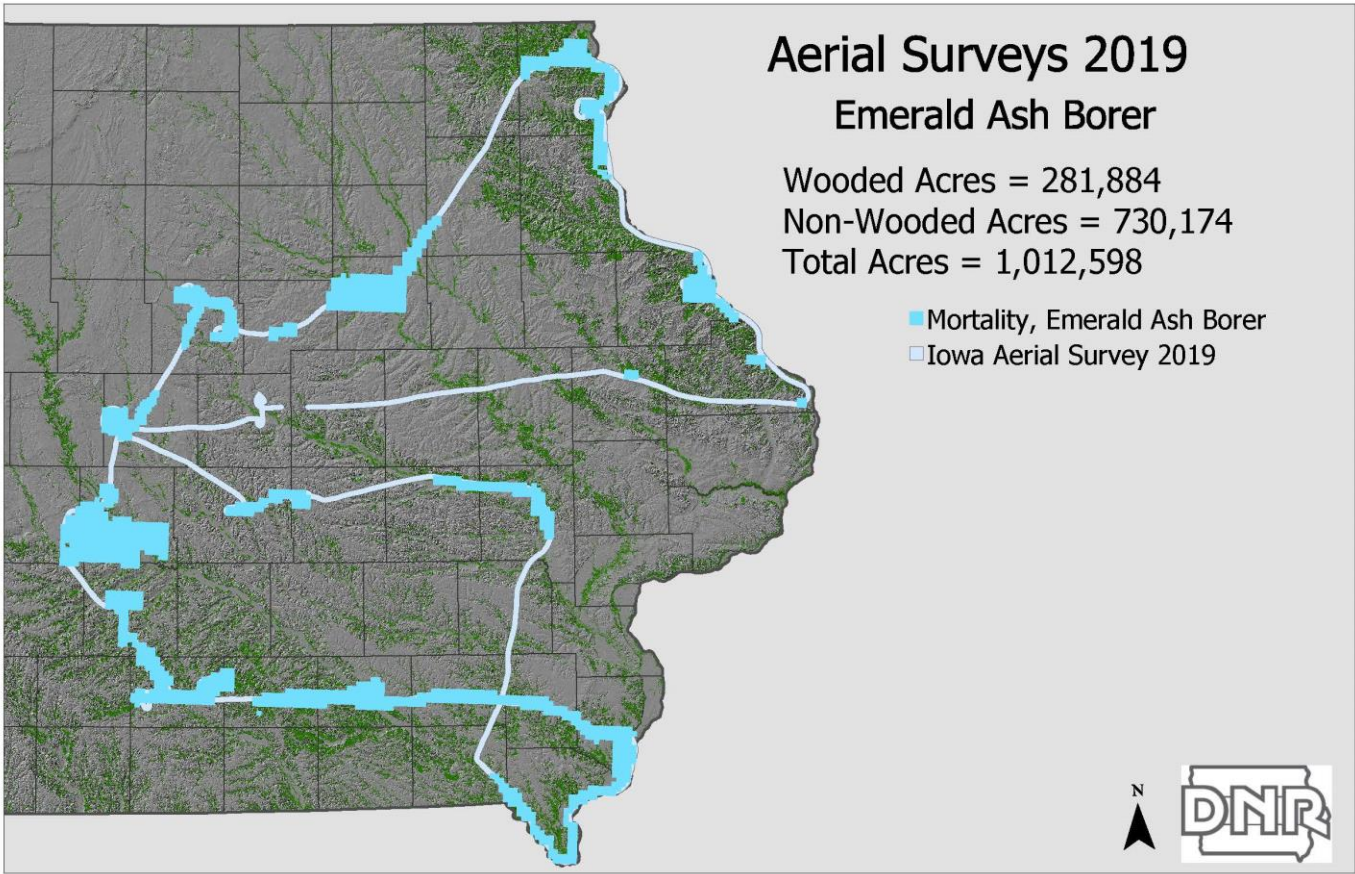 Aerial Surveys 2019
Emerald Ash Borer
Wooded Acres = 281,884
Non-Wooded Acres = 730,174
Total Acres = 1,012,598
Mortality, Emerald Ash Borer
Iowa Aerial Survey 2019
N
DNR